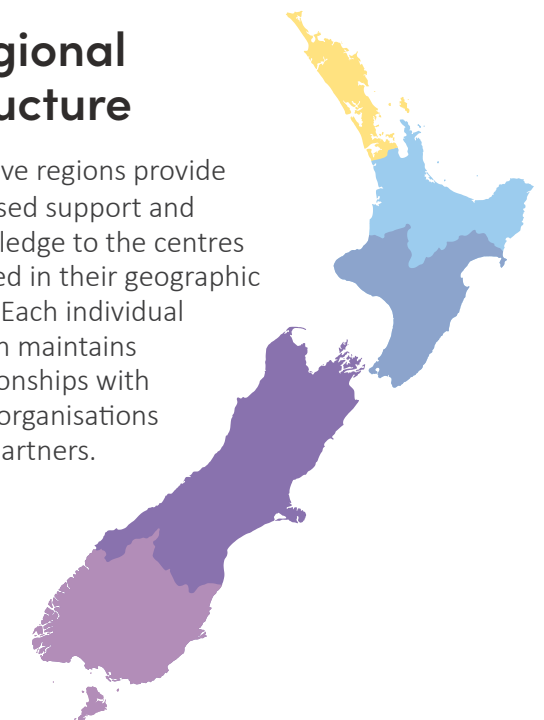 gional
ucture
ve regions provide
sed support and
ledge to the centres
ed in their geographic
Each individual
n maintains
onships with
organisations
artners.